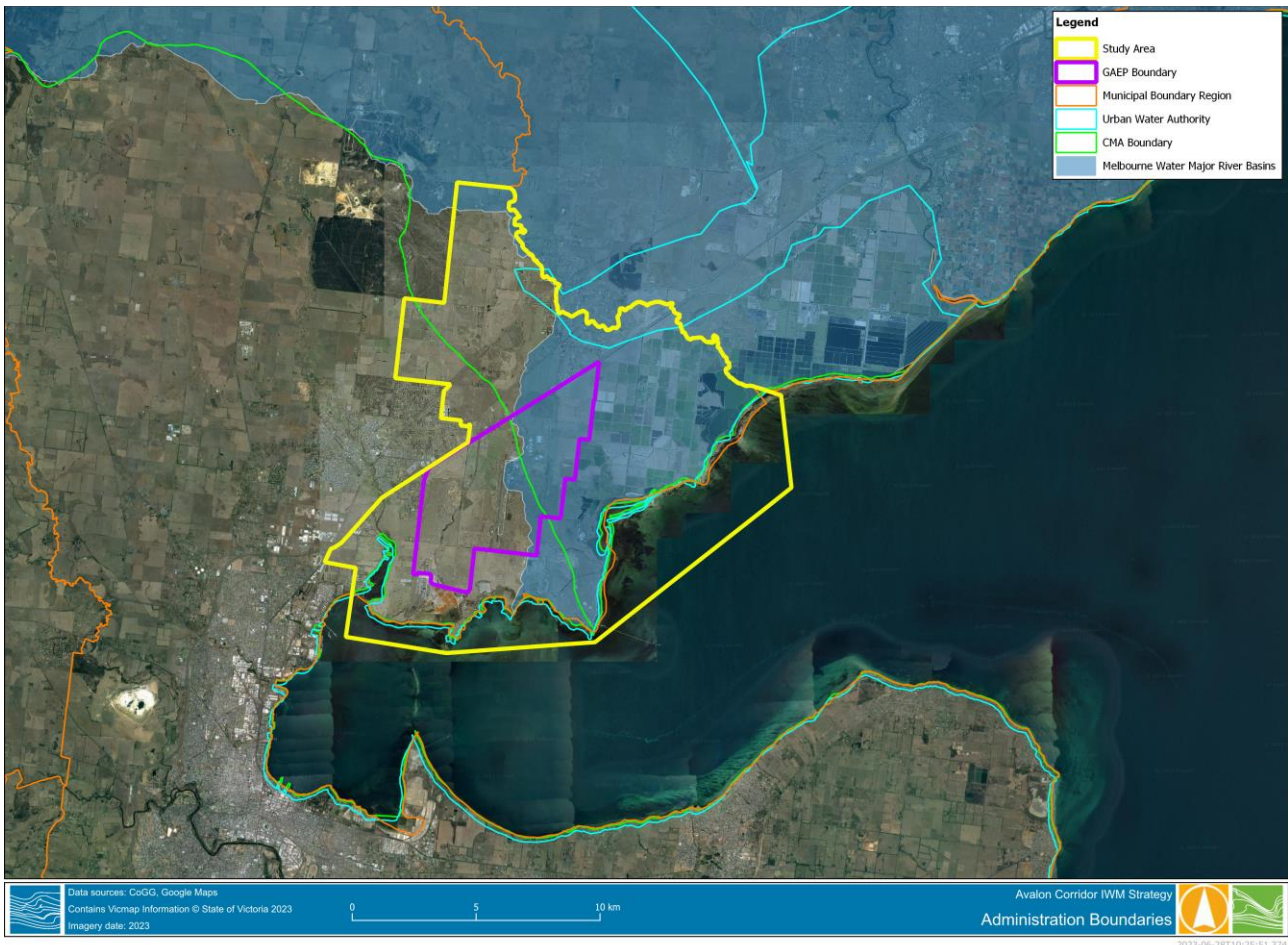 Legend
Study Area
GAEP Boundary
Municipal Boundary Region
Urban Water Authority
CMA Boundary
Melbourne Water Major River Basins
Data sources: CoGG, Google Maps
Contains Vicmap Information © State of Victoria 2023
Imagery date: 2023
0 5 10 km
Avalon Corridor IWM Strategy
Administration Boundaries